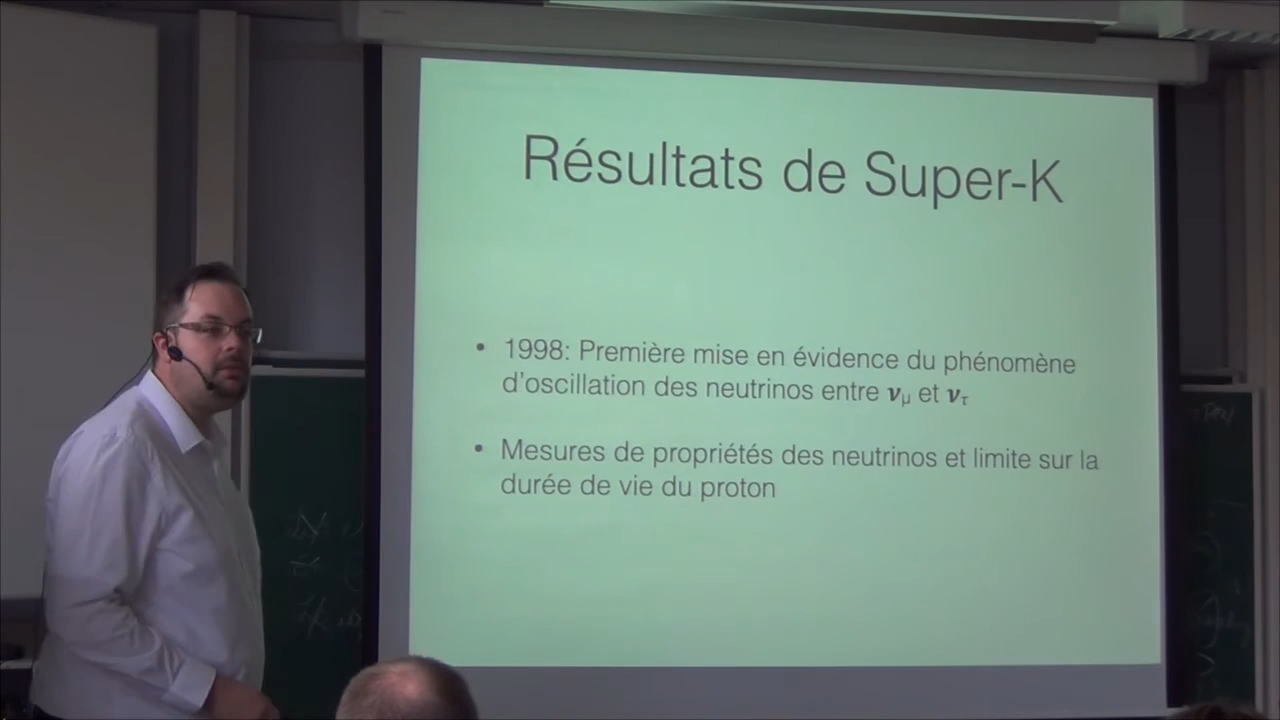 Résultats de Super-K
• 1998: Première mise en évidence du phénomène
d'oscillation des neutrinos entre νμ et ντ
• Mesures de propriétés des neutrinos et limite sur la
durée de vie du proton